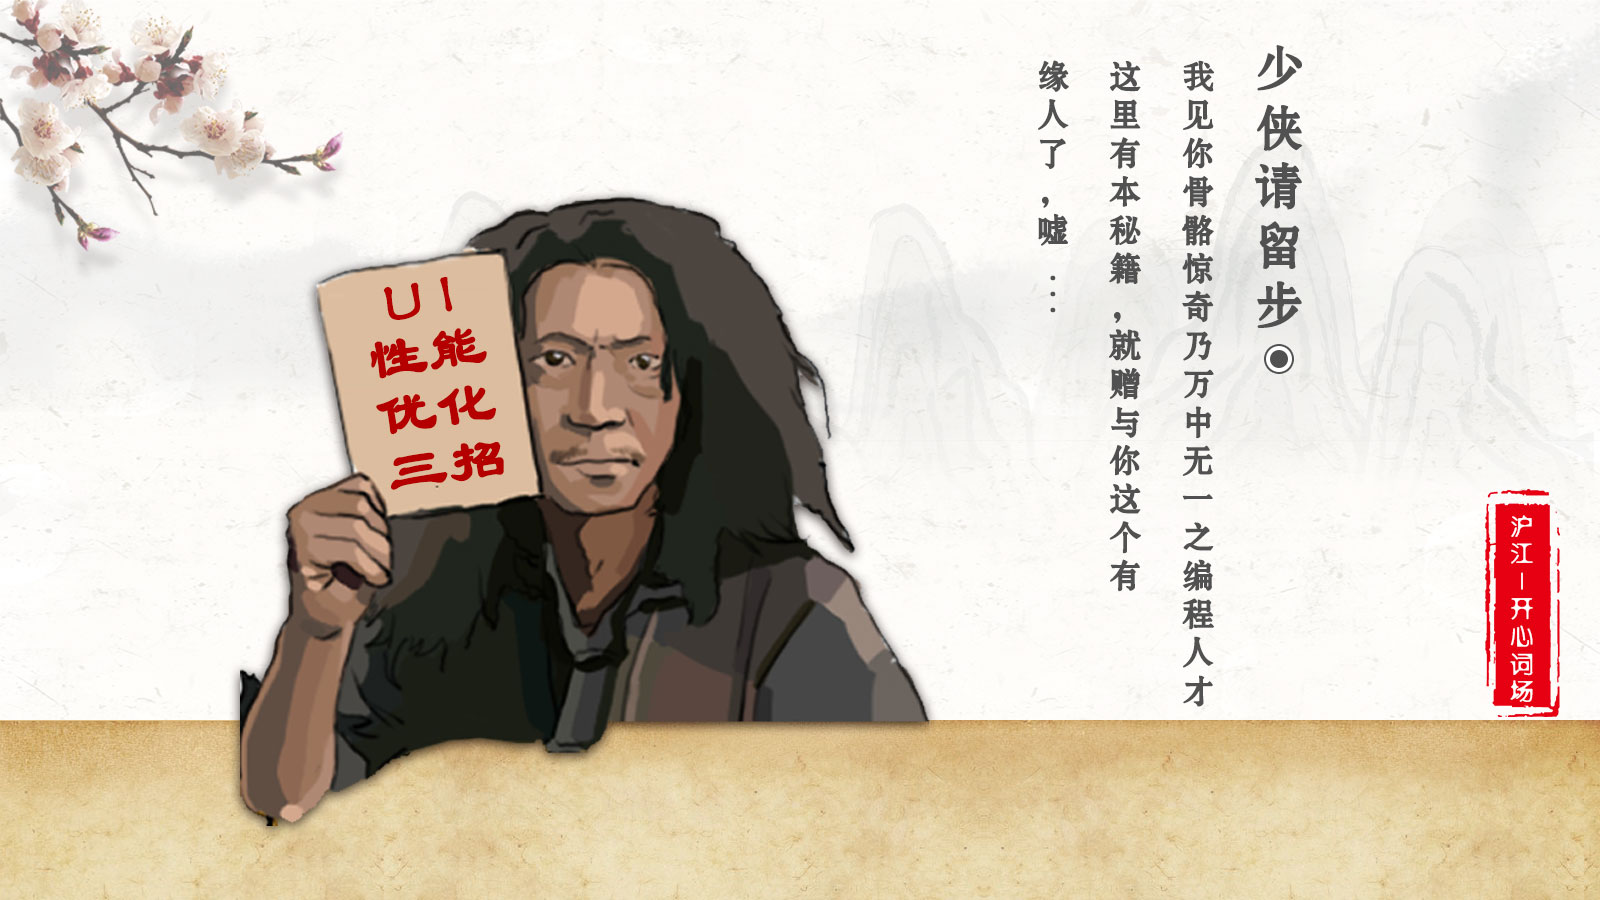 少侠请留步
我见你骨骼惊奇乃万中无一之编程人才
这里有本秘籍，就赠与你这个有
缘人了，嘘...
UI
性能
优化
三招
沪江－开心词场